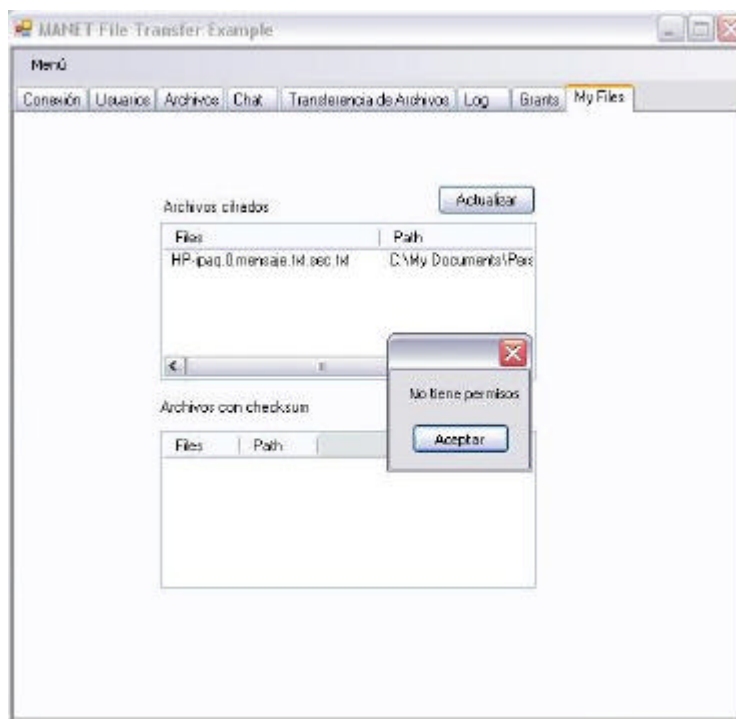 MANET File Transfer Example
Menú
Conexión Usuarios Archivos Chat Transferencia de Archivos Log Grants My Files
Archivos cifrados Actualizar
Files Path
HP-ipaq.0.mensaje.txt.sec.txt C:\My Documents\Pers
No tiene permisos
Archivos con checksum
Aceptar
Files Path